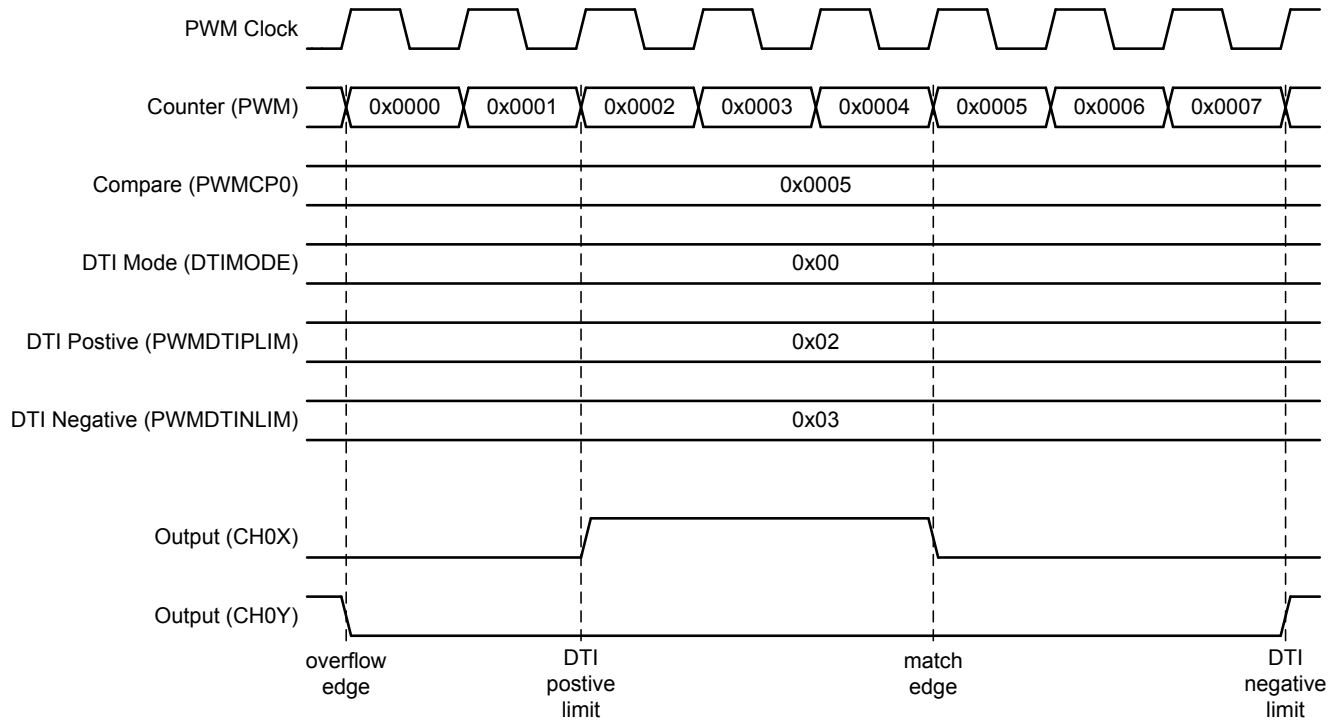 PWM Clock
Counter (PWM) 0x0000 0x0001 0x0002 0x0003 0x0004 0x0005 0x0006 0x0007
Compare (PWMCP0) 0x0005
DTI Mode (DTIMODE) 0x00
DTI Postive (PWMDTIPLIM) 0x02
DTI Negative (PWMDTINLIM) 0x03
Output (CH0X)
Output (CH0Y)
overflow
edge
DTI
postive
limit
match
edge
DTI
negative
limit